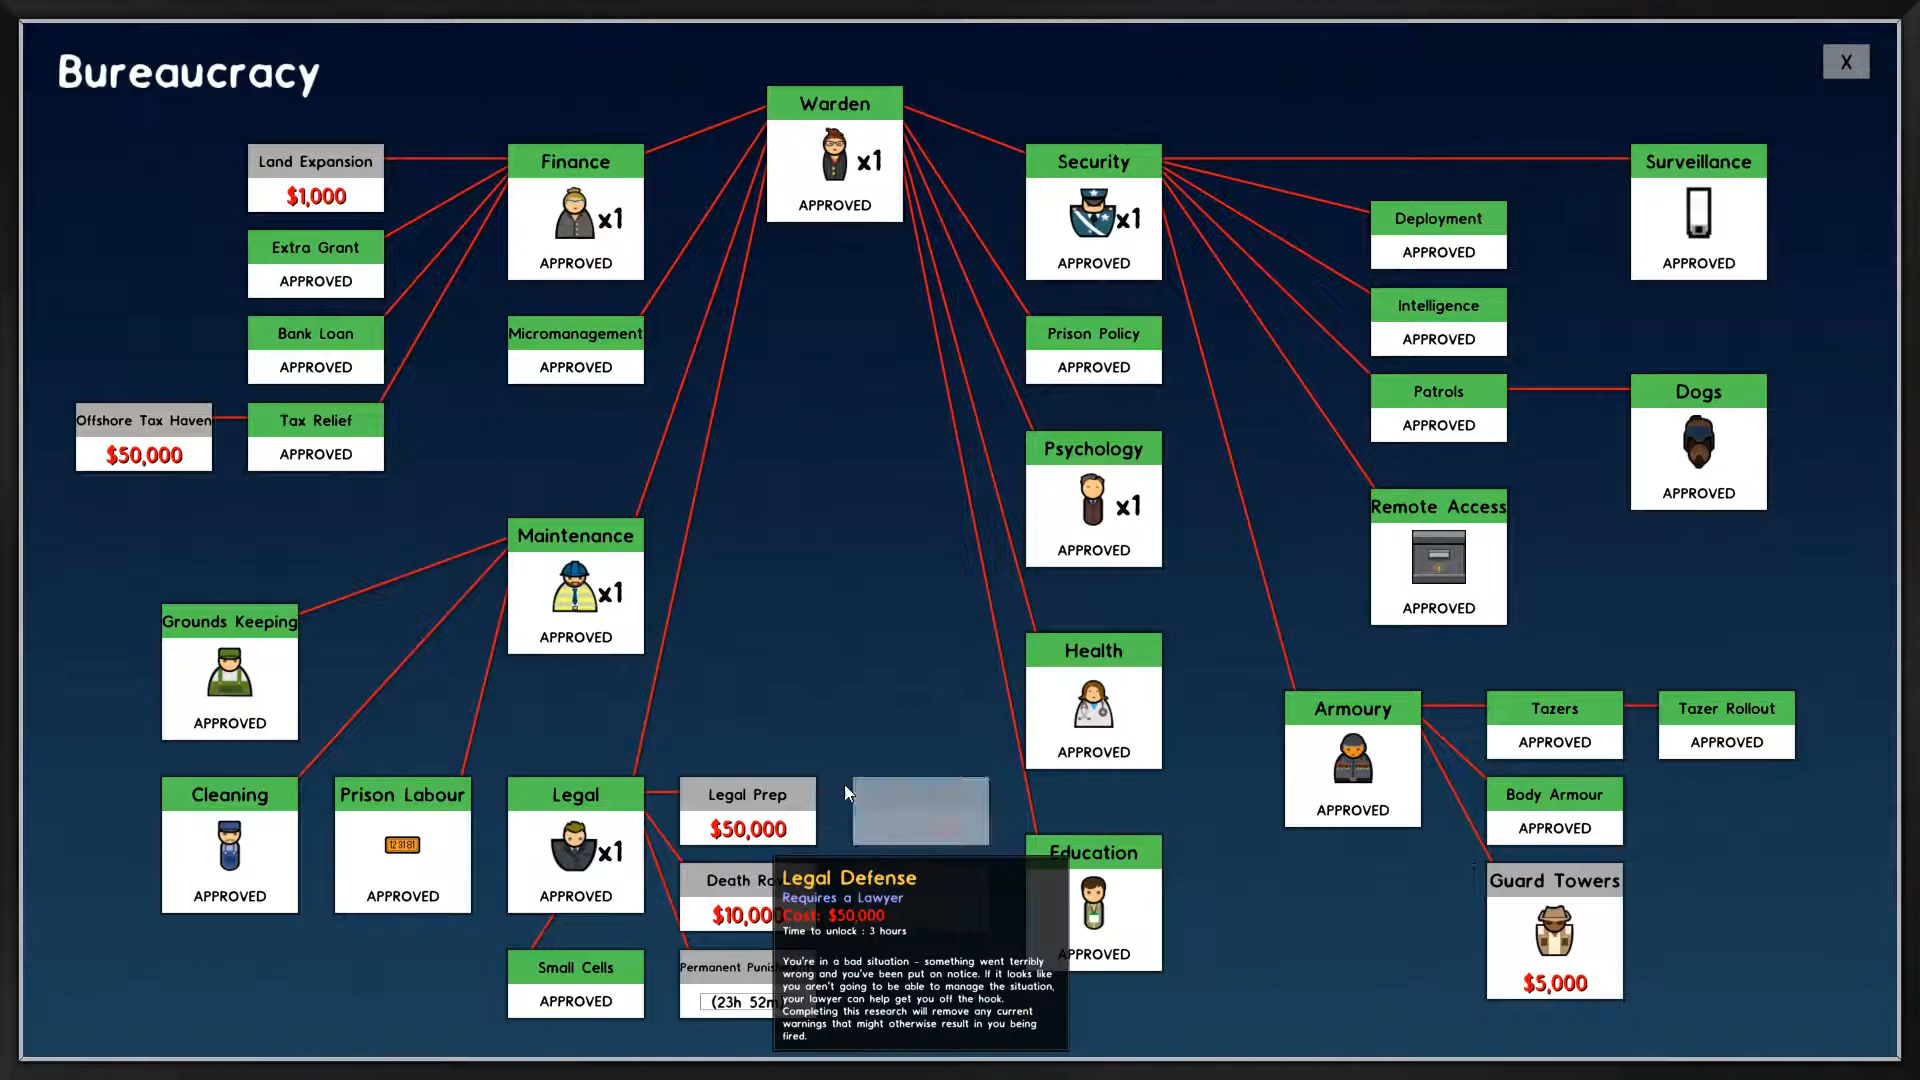 Bureaucracy
X
Warden
x1
APPROVED
Land Expansion
$1,000
Finance
x1
APPROVED
Security
x1
APPROVED
Surveillance
APPROVED
Extra Grant
APPROVED
Deployment
APPROVED
Bank Loan
APPROVED
Micromanagement
APPROVED
Prison Policy
APPROVED
Intelligence
APPROVED
Offshore Tax Haven
$50,000
Tax Relief
APPROVED
Patrols
APPROVED
Dogs
APPROVED
Psychology
x1
APPROVED
Remote Access
APPROVED
Maintenance
x1
APPROVED
Grounds Keeping
APPROVED
Health
APPROVED
Armoury
APPROVED
Tazers
APPROVED
Tazer Rollout
APPROVED
Cleaning
APPROVED
Prison Labour
APPROVED
Legal
x1
APPROVED
Legal Prep
$50,000
Body Armour
APPROVED
Education
APPROVED
Death Ro
$10,000
Guard Towers
$5,000
Small Cells
APPROVED
Permanent Punis
(23h 52m)
Legal Defense
Requires a Lawyer
Cost: $50,000
Time to unlock : 3 hours
You're in a bad situation - something went terribly
wrong and you've been put on notice. If it looks like
you aren't going to be able to manage the situation,
your lawyer can help get you off the hook.
Completing this research will remove any current
warnings that might otherwise result in you being
fired.